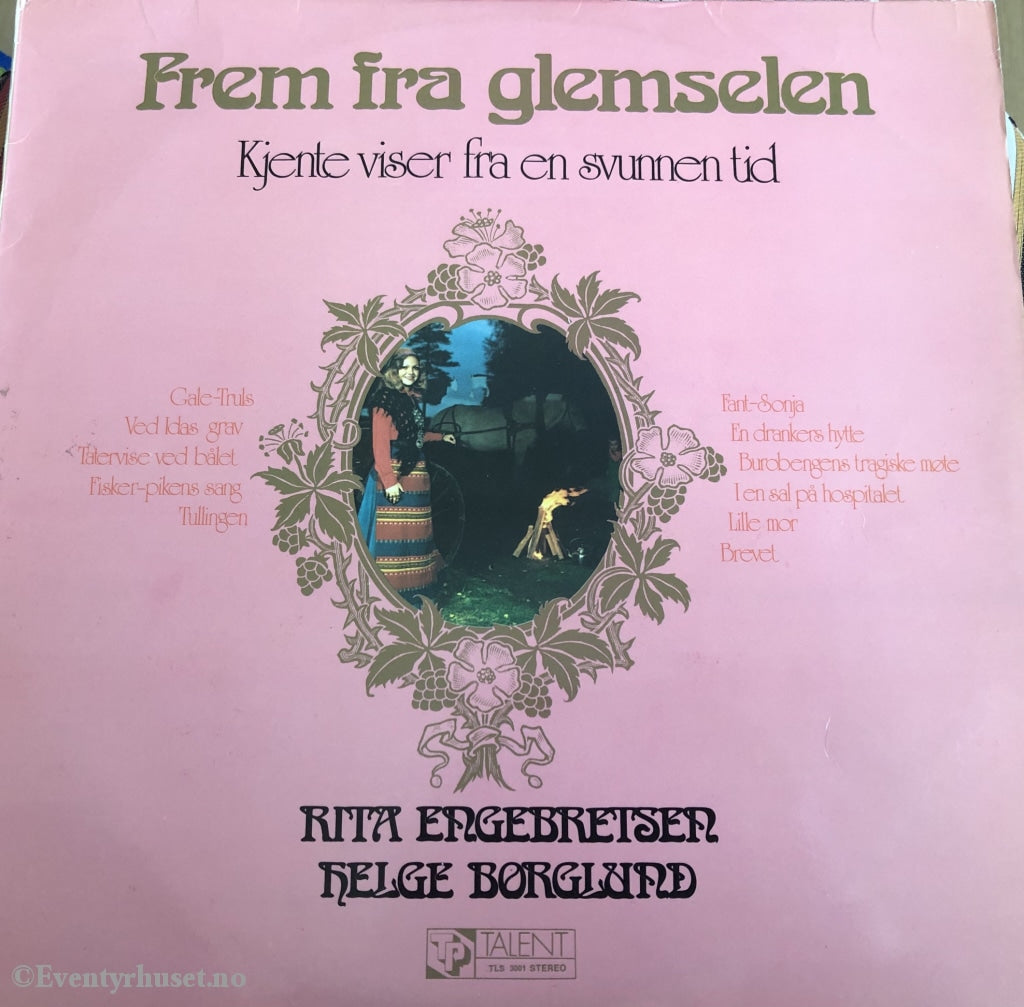 Frem fra glemselen
Kjente viser fra en svunnen tid
Gale-Truls
Ved Idas grav
Tatervise ved bålet
Fisker-pikens sang
Tullingen
Fant-Sonja
En drankers hytte
Burobengens tragiske møte
I en sal på hospitalet
Lille mor
Brevet
RITA ENGEBRETSEN
HELGE BORGLUND
TP TALENT
TLS 3001 STEREO
©Eventyrhuset.no